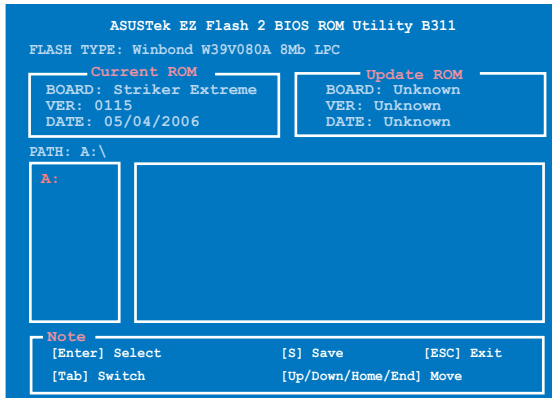 ASUSTek EZ Flash 2 BIOS ROM Utility B311
FLASH TYPE: Winbond W39V080A 8Mb LPC
Current ROM
BOARD: Striker Extreme
VER: 0115
DATE: 05/04/2006
Update ROM
BOARD: Unknown
VER: Unknown
DATE: Unknown
PATH: A:\
A:
Note
[Enter] Select [S] Save [ESC] Exit
[Tab] Switch [Up/Down/Home/End] Move